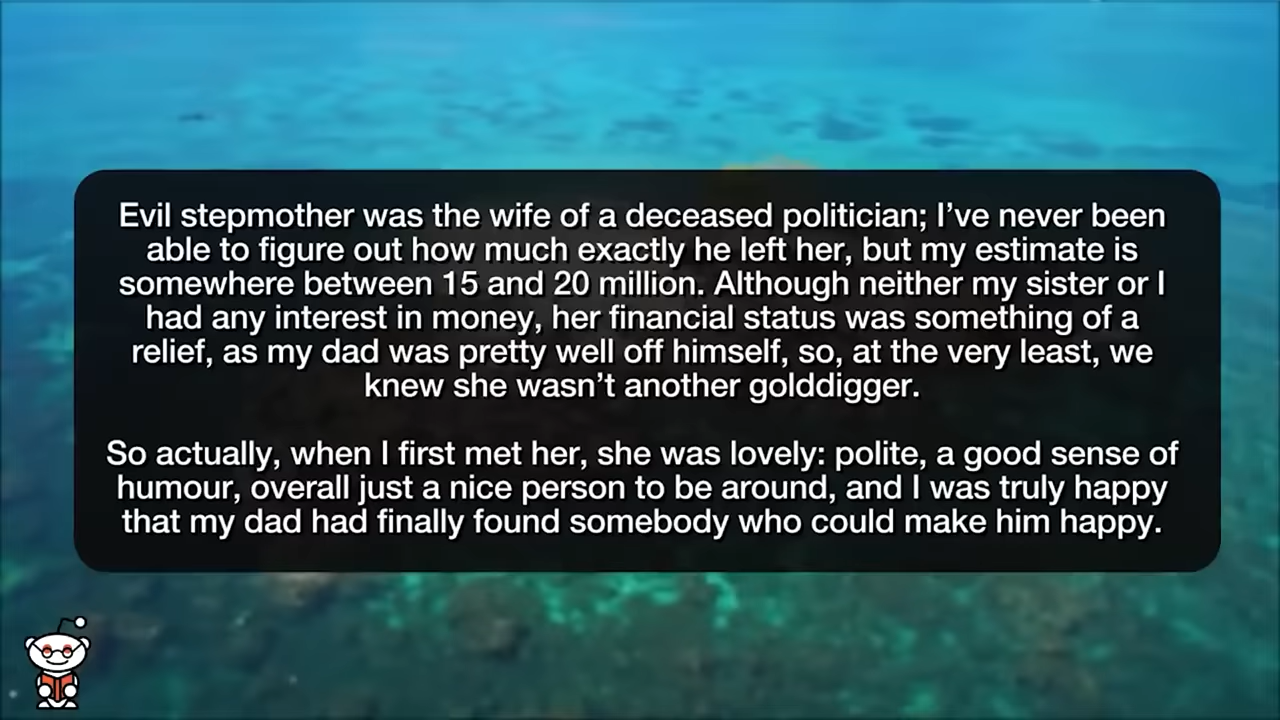 Evil stepmother was the wife of a deceased politician; I’ve never been
able to figure out how much exactly he left her, but my estimate is
somewhere between 15 and 20 million. Although neither my sister or I
had any interest in money, her financial status was something of a
relief, as my dad was pretty well off himself, so, at the very least, we
knew she wasn’t another golddigger.
So actually, when I first met her, she was lovely: polite, a good sense of
humour, overall just a nice person to be around, and I was truly happy
that my dad had finally found somebody who could make him happy.